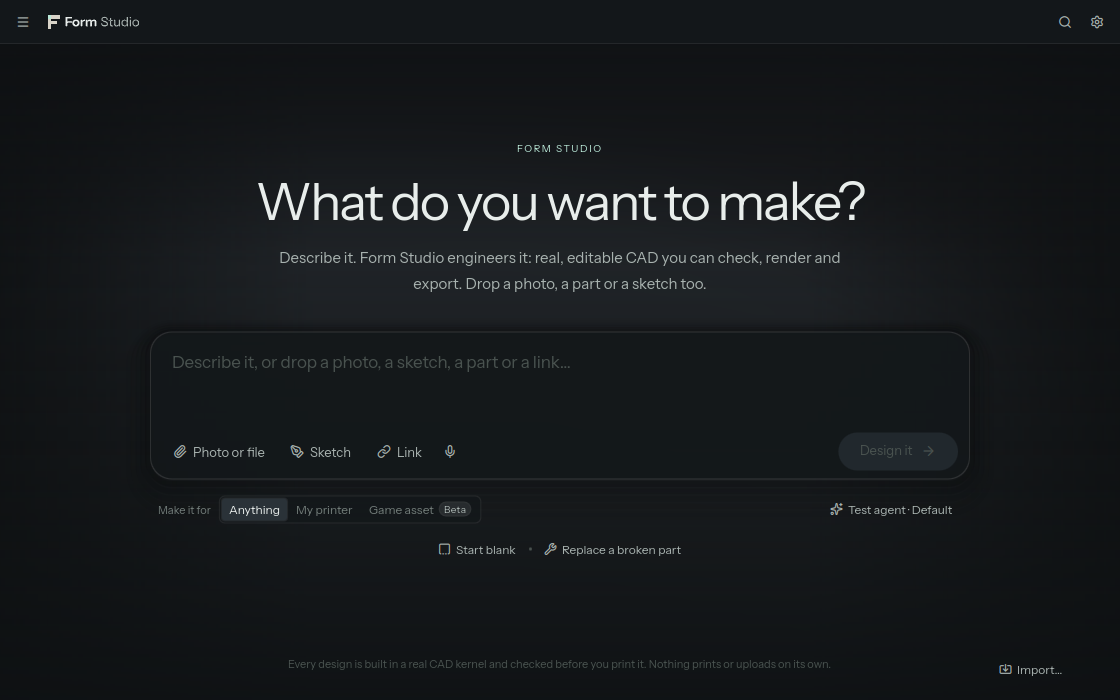 Form Studio
FORM STUDIO
What do you want to make?
Describe it. Form Studio engineers it: real, editable CAD you can check, render and
export. Drop a photo, a part or a sketch too.
Describe it, or drop a photo, a sketch, a part or a link...
Photo or file Sketch Link Design it
Make it for Anything My printer Game asset Beta Test agent · Default
Start blank • Replace a broken part
Every design is built in a real CAD kernel and checked before you print it. Nothing prints or uploads on its own.
Import...